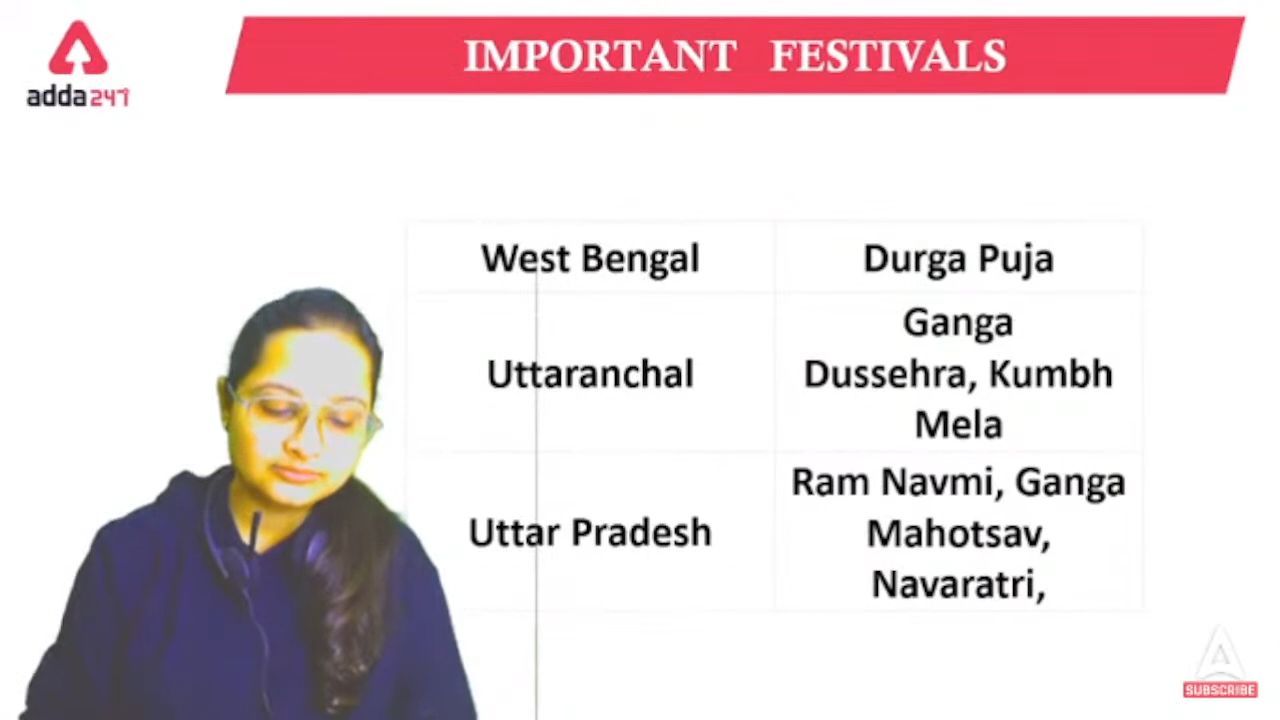 IMPORTANT FESTIVALS
adda247
West Bengal
Durga Puja
Uttaranchal
Ganga
Dussehra, Kumbh
Mela
Uttar Pradesh
Ram Navmi, Ganga
Mahotsav,
Navaratri,
SUBSCRIBE